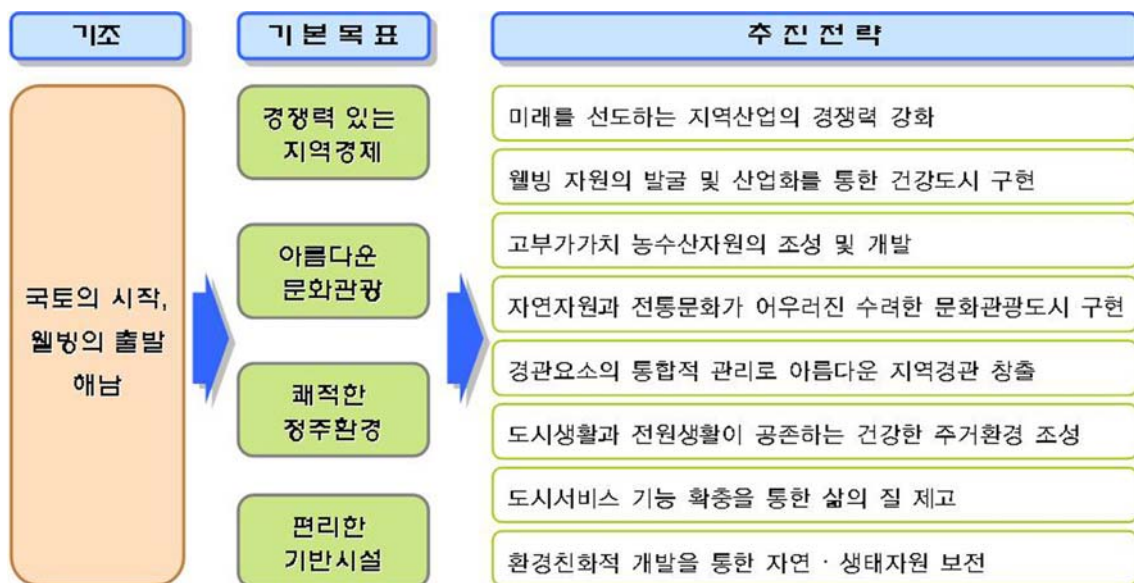 기조
기본목표
추진전략
국토의 시작,
웰빙의 출발
해남
경쟁력 있는
지역경제
아름다운
문화관광
쾌적한
정주환경
편리한
기반시설
미래를 선도하는 지역산업의 경쟁력 강화
웰빙 자원의 발굴 및 산업화를 통한 건강도시 구현
고부가가치 농수산자원의 조성 및 개발
자연자원과 전통문화가 어우러진 수려한 문화관광도시 구현
경관요소의 통합적 관리로 아름다운 지역경관 창출
도시생활과 전원생활이 공존하는 건강한 주거환경 조성
도시서비스 기능 확충을 통한 삶의 질 제고
환경친화적 개발을 통한 자연 · 생태자원 보전